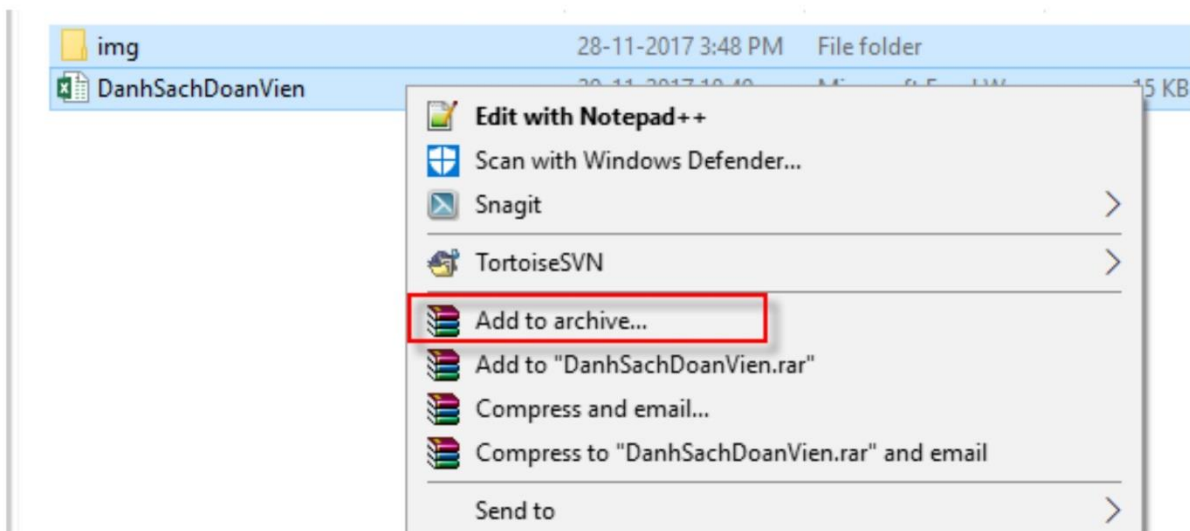 img 28-11-2017 3:48 PM File folder
DanhSachDoanVien 15 KB
Edit with Notepad++
Scan with Windows Defender...
Snagit
TortoiseSVN
Add to archive...
Add to "DanhSachDoanVien.rar"
Compress and email...
Compress to "DanhSachDoanVien.rar" and email
Send to